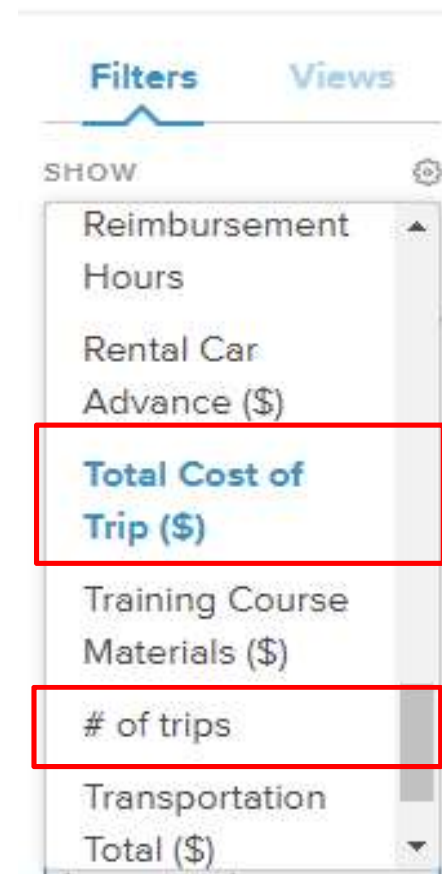 Filters Views
SHOW
Reimbursement
Hours
Rental Car
Advance ($)
Total Cost of
Trip ($)
Training Course
Materials ($)
# of trips
Transportation
Total ($)